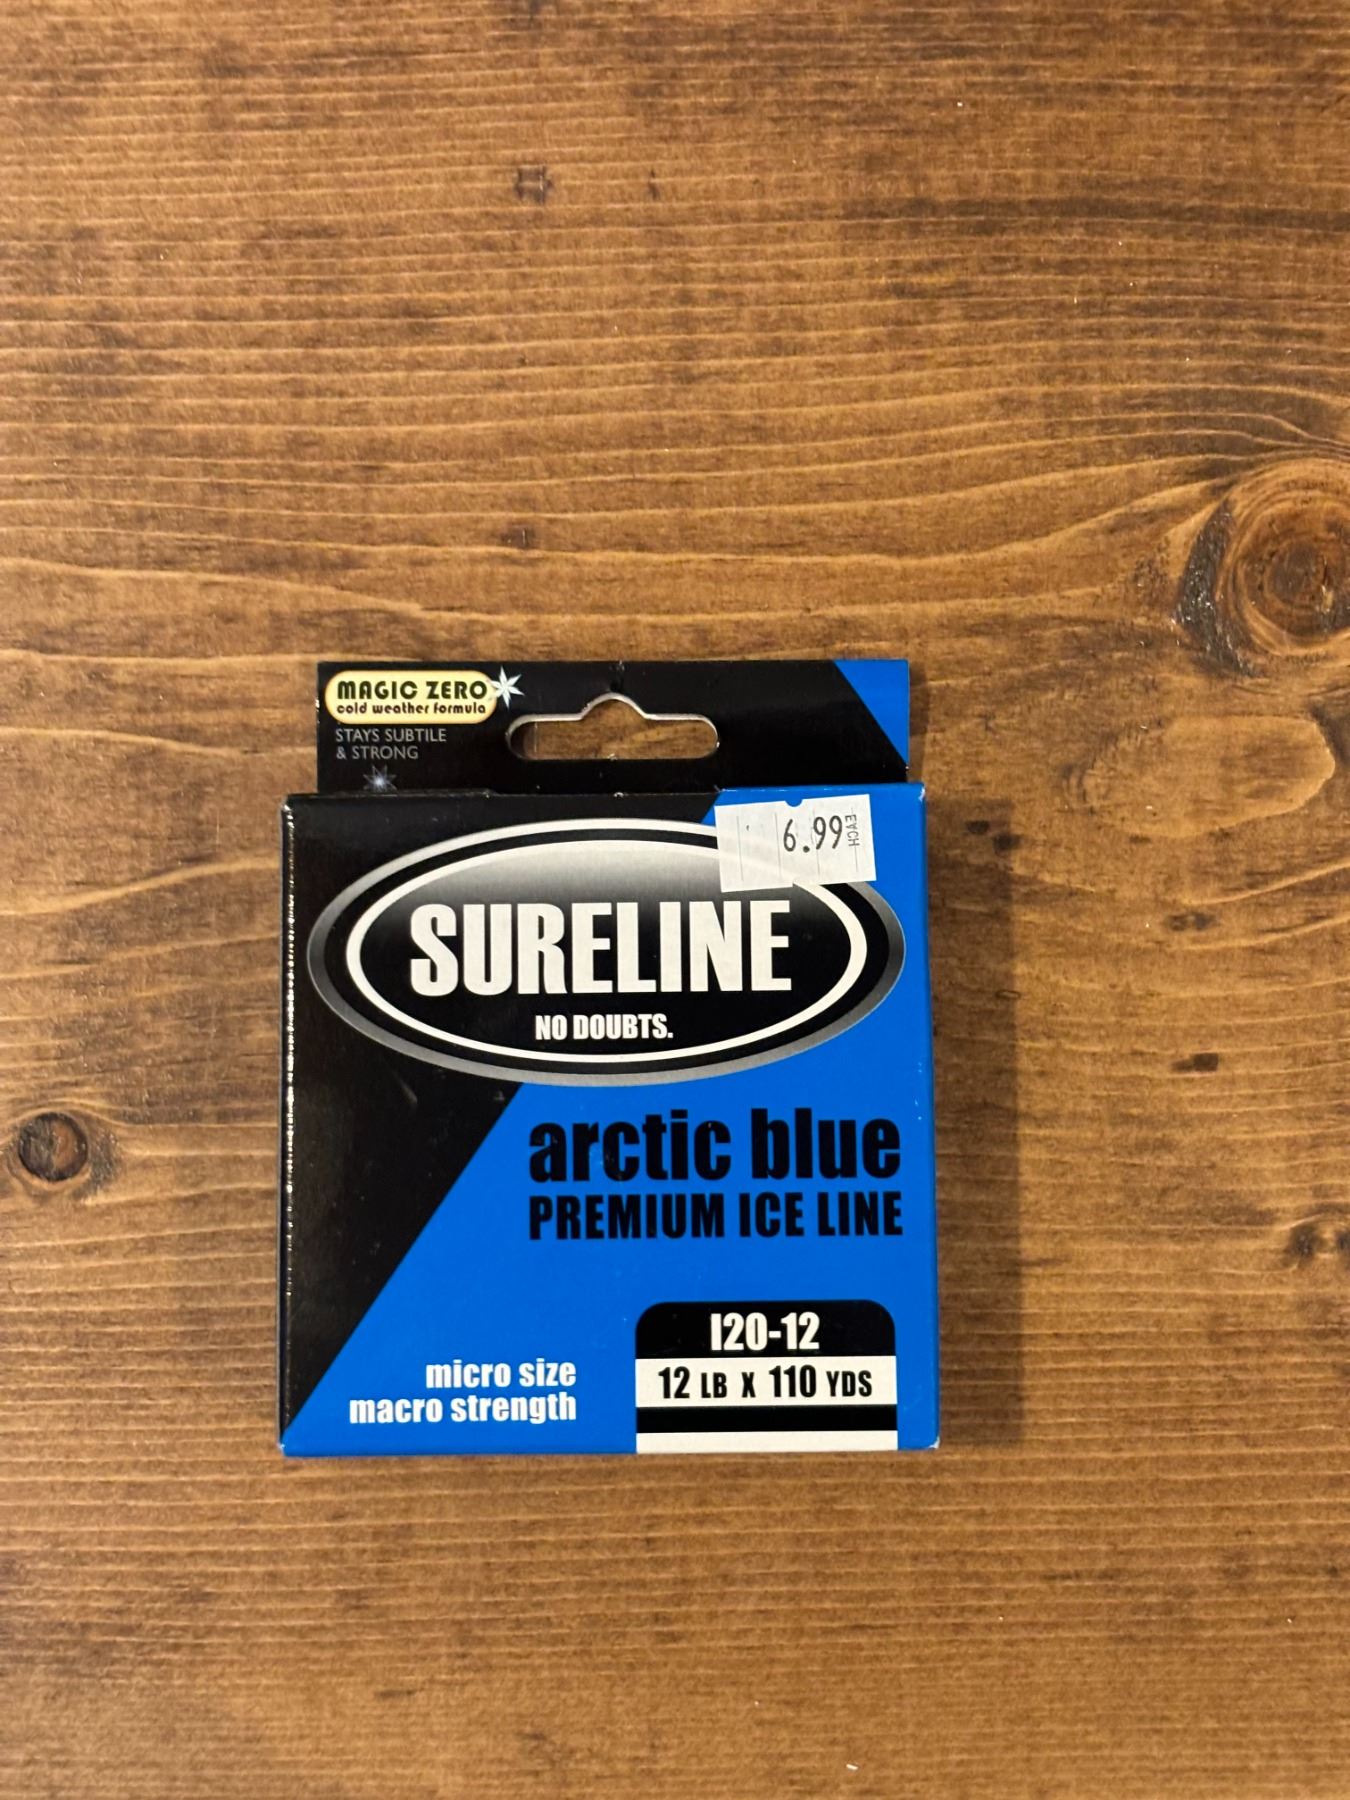 MAGIC ZERO
cold weather formula
STAYS SUBTILE
& STRONG
6.99 EACH
SURELINE
NO DOUBTS.
arctic blue
PREMIUM ICE LINE
I20-12
12 LB X 110 YDS
micro size
macro strength